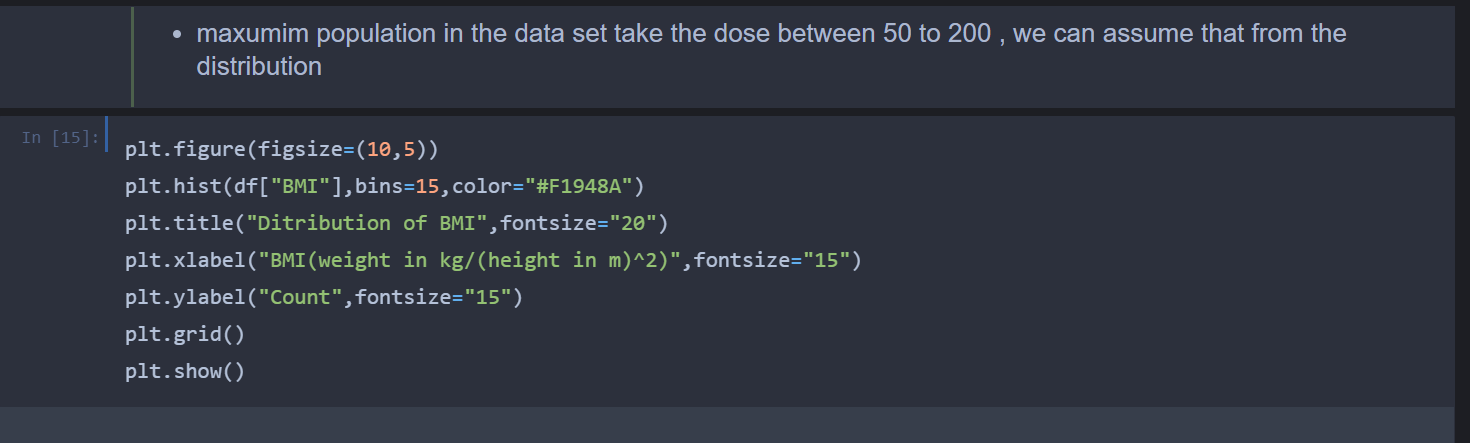 • maxumim population in the data set take the dose between 50 to 200 , we can assume that from the
distribution
In [15]:
plt.figure(figsize=(10,5))
plt.hist(df["BMI"],bins=15,color="#F1948A")
plt.title("Ditribution of BMI",fontsize="20")
plt.xlabel("BMI(weight in kg/(height in m)^2)",fontsize="15")
plt.ylabel("Count",fontsize="15")
plt.grid()
plt.show()